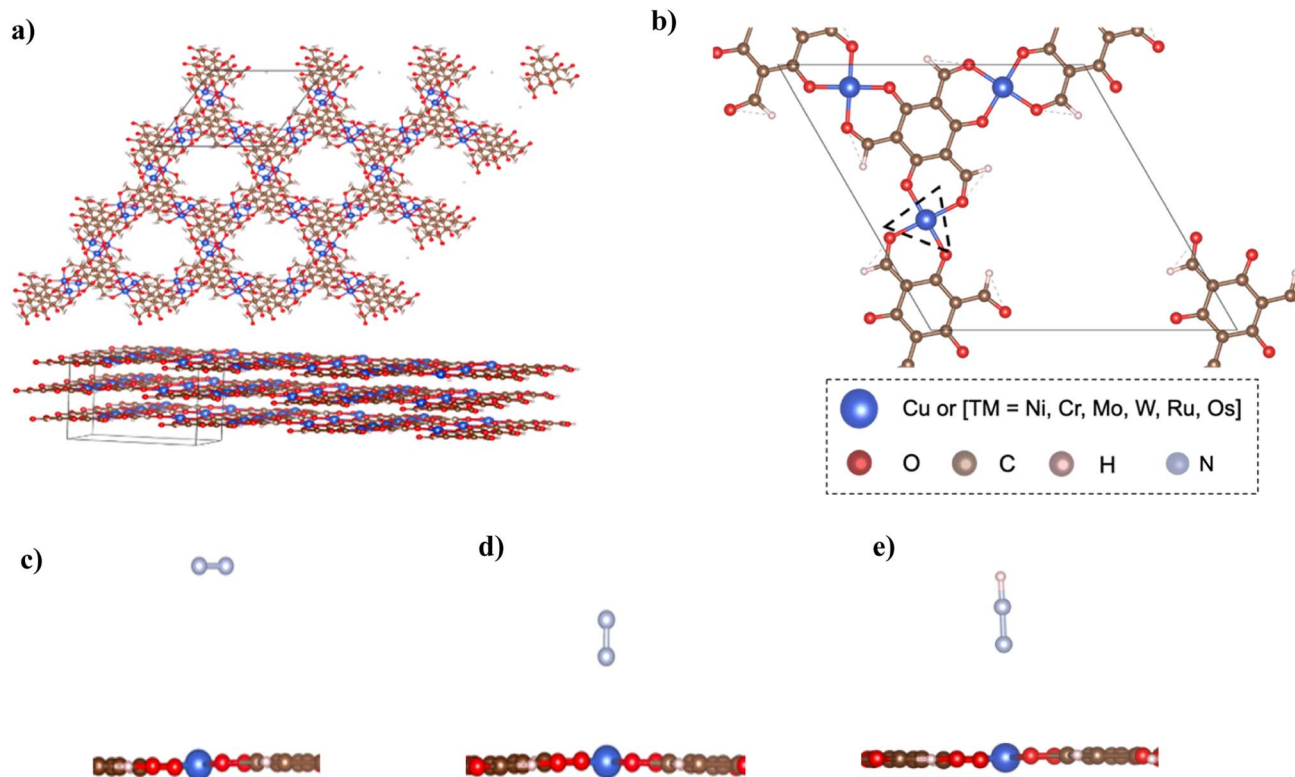 a)
b)
Cu or [TM = Ni, Cr, Mo, W, Ru, Os]
O C H N
c)
d)
e)